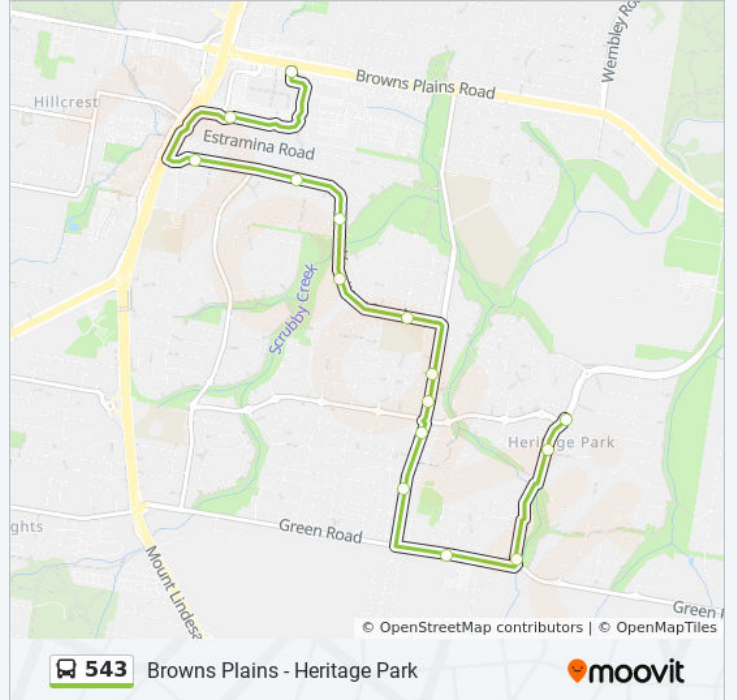 Wembley Ro
Browns Plains Road
Hillcrest
Estramina Road
Scrubby Creek
Heritage Park
ghts
Green Road
Mount Lindesa
Green R
© OpenStreetMap contributors | © OpenMapTiles
543 Browns Plains - Heritage Park
moovit